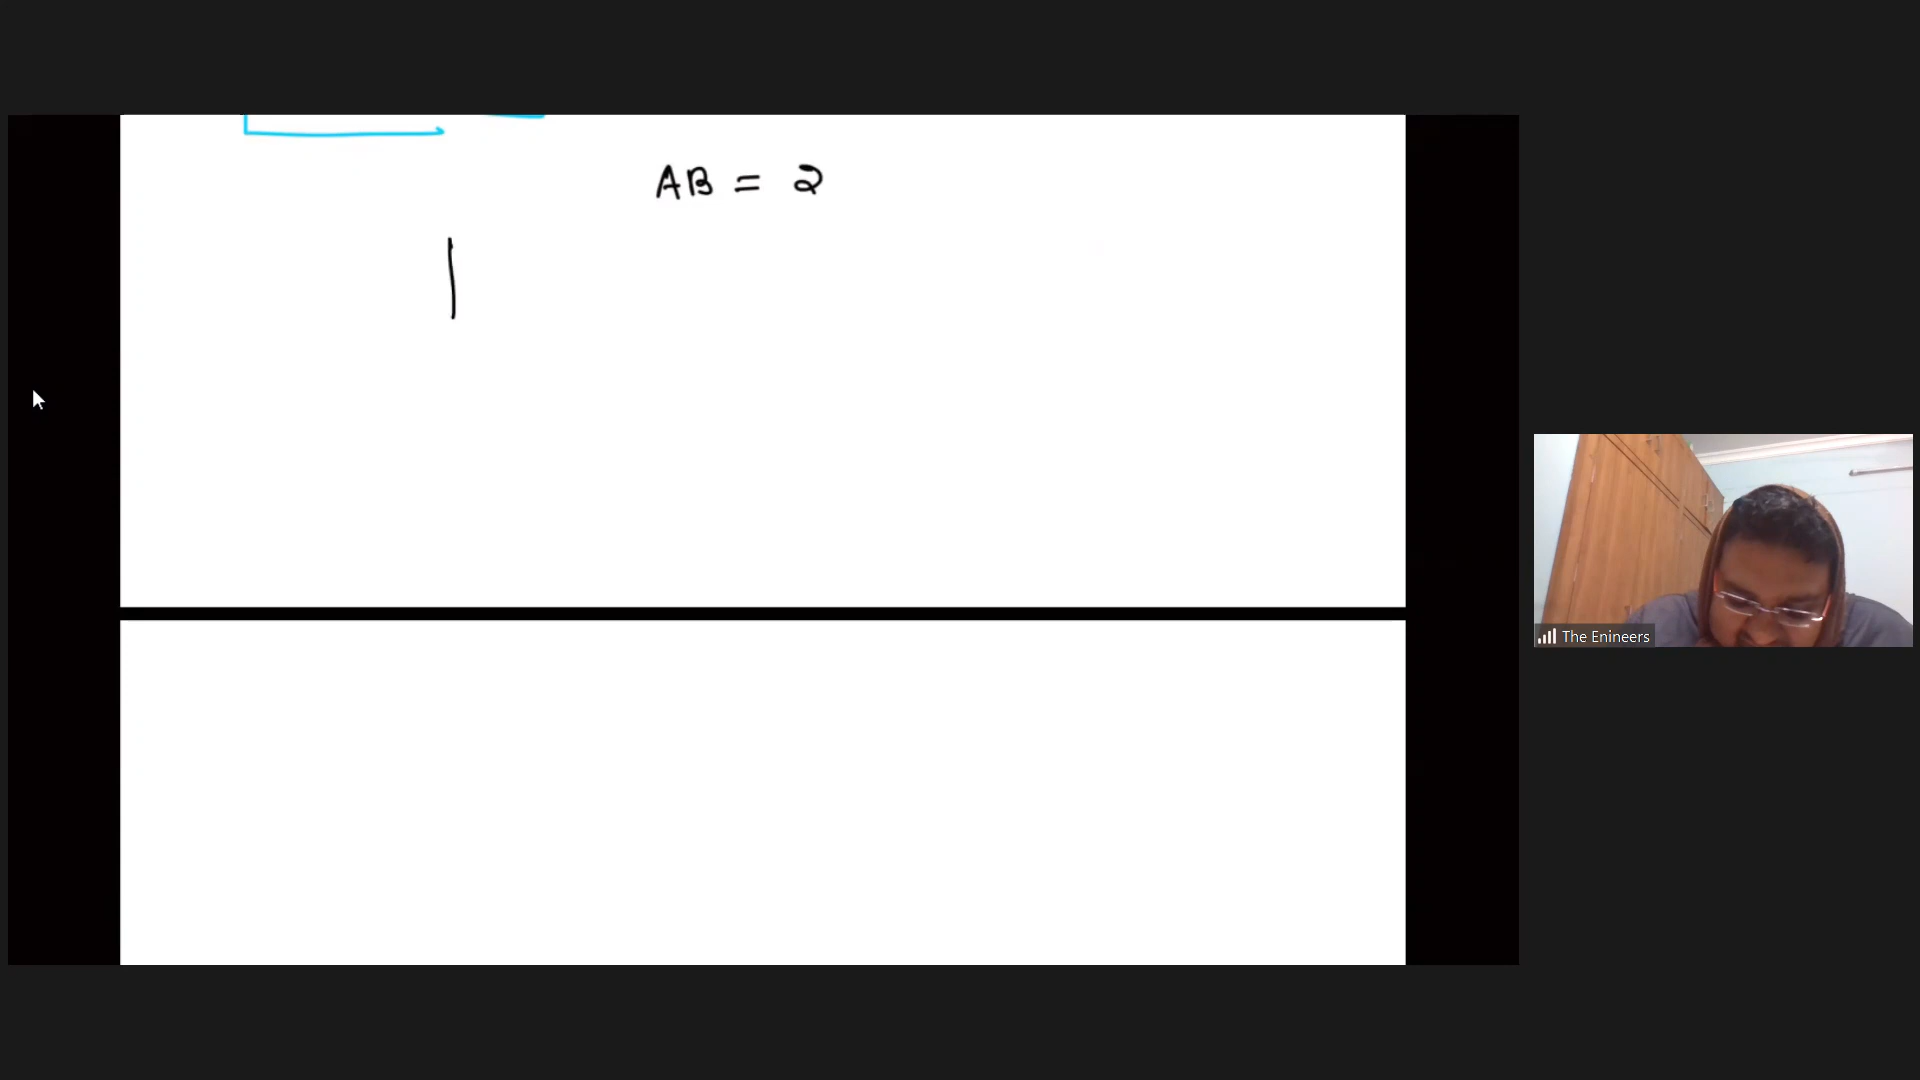 AB = 2
The Enineers